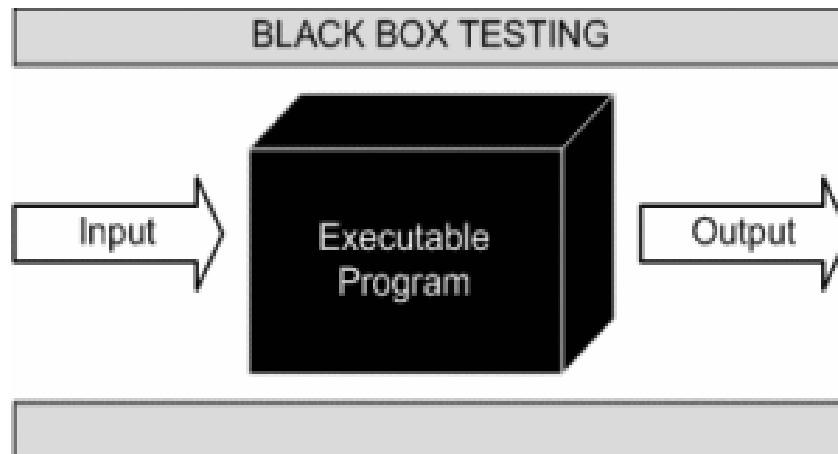 BLACK BOX TESTING
Input
Executable
Program
Output